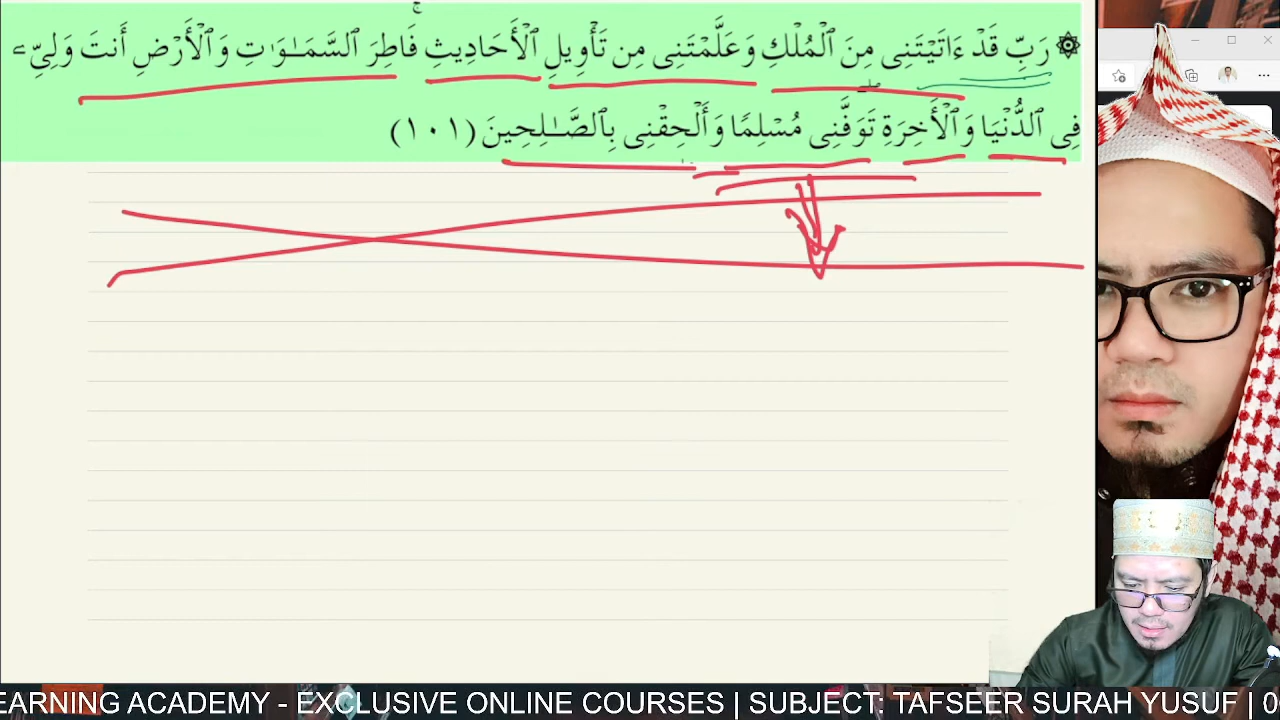 ۞ رَبِّ قَدْ ءَاتَيْتَنِى مِنَ ٱلْمُلْكِ وَعَلَّمْتَنِى مِن تَأْوِيلِ ٱلْأَحَادِيثِ ۚ فَاطِرَ ٱلسَّمَـٰوَٰتِ وَٱلْأَرْضِ أَنتَ وَلِىِّۦ
فِى ٱلدُّنْيَا وَٱلْأَخِرَةِ ۖ تَوَفَّنِى مُسْلِمًا وَأَلْحِقْنِى بِٱلصَّـٰلِحِينَ (١٠١)
EARNING ACADEMY - EXCLUSIVE ONLINE COURSES | SUBJECT: TAFSEER SURAH YUSUF | 0